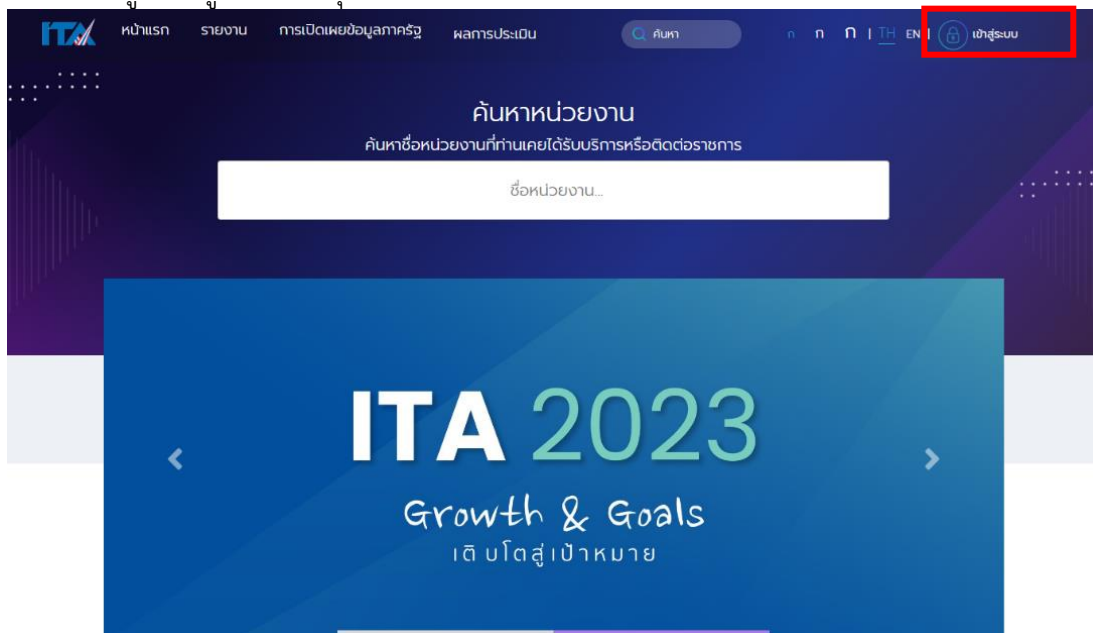 ITA หน้าแรก รายงาน การเปิดเผยข้อมูลภาครัฐ ผลการประเมิน ค้นหา ก ก ก | TH EN | เข้าสู่ระบบ
ค้นหาหน่วยงาน
ค้นหาชื่อหน่วยงานที่ท่านเคยได้รับบริการหรือติดต่อราชการ
ชื่อหน่วยงาน...
ITA 2023
Growth & Goals
เติบโตสู่เป้าหมาย